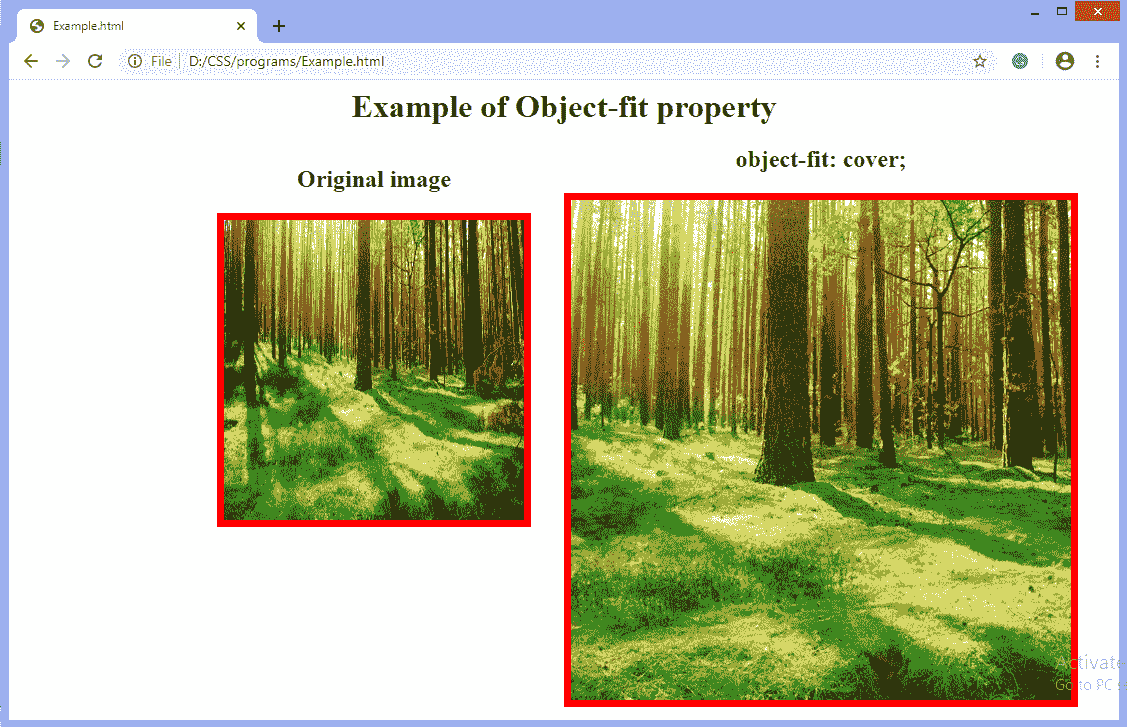 Example.html
File
D:/CSS/programs/Example.html
Example of Object-fit property
Original image
object-fit: cover;
Activate
Go to PC s